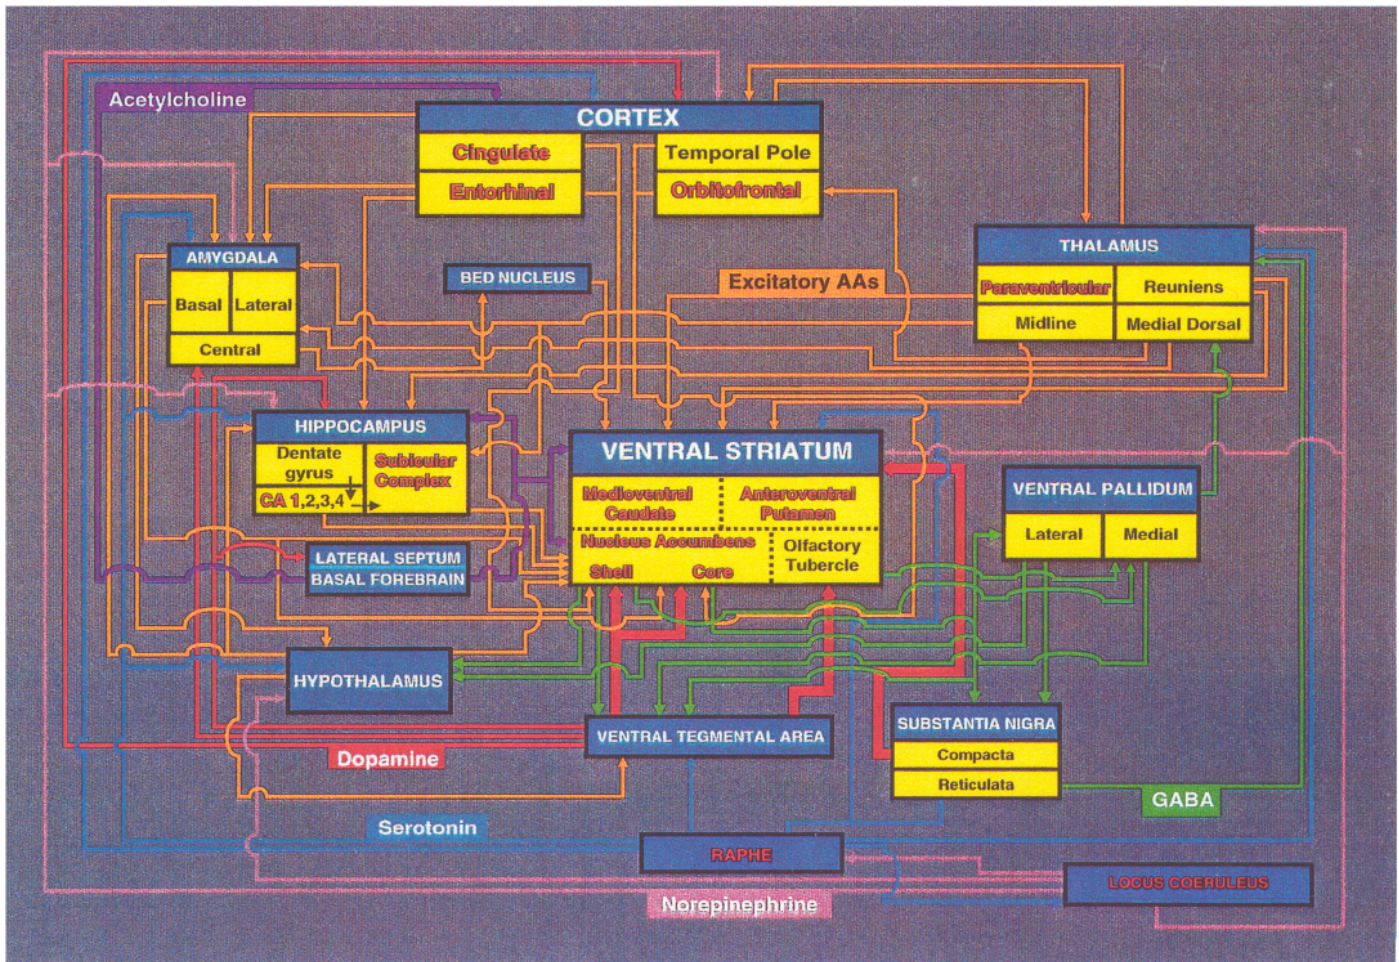 Acetylcholine
CORTEX
Cingulate
Temporal Pole
Entorhinal
Orbitofrontal
AMYGDALA
Basal
Lateral
Central
BED NUCLEUS
Excitatory AAs
THALAMUS
Paraventricular
Reuniens
Midline
Medial Dorsal
HIPPOCAMPUS
Dentate
gyrus
CA 1,2,3,4
Subicular
Complex
VENTRAL STRIATUM
Medioventral
Caudate
Anteroventral
Putamen
Nucleus Accumbens
Shell
Core
Olfactory
Tubercle
VENTRAL PALLIDUM
Lateral
Medial
LATERAL SEPTUM
BASAL FOREBRAIN
HYPOTHALAMUS
VENTRAL TEGMENTAL AREA
SUBSTANTIA NIGRA
Compacta
Reticulata
Dopamine
GABA
Serotonin
RAPHE
LOCUS COERULEUS
Norepinephrine